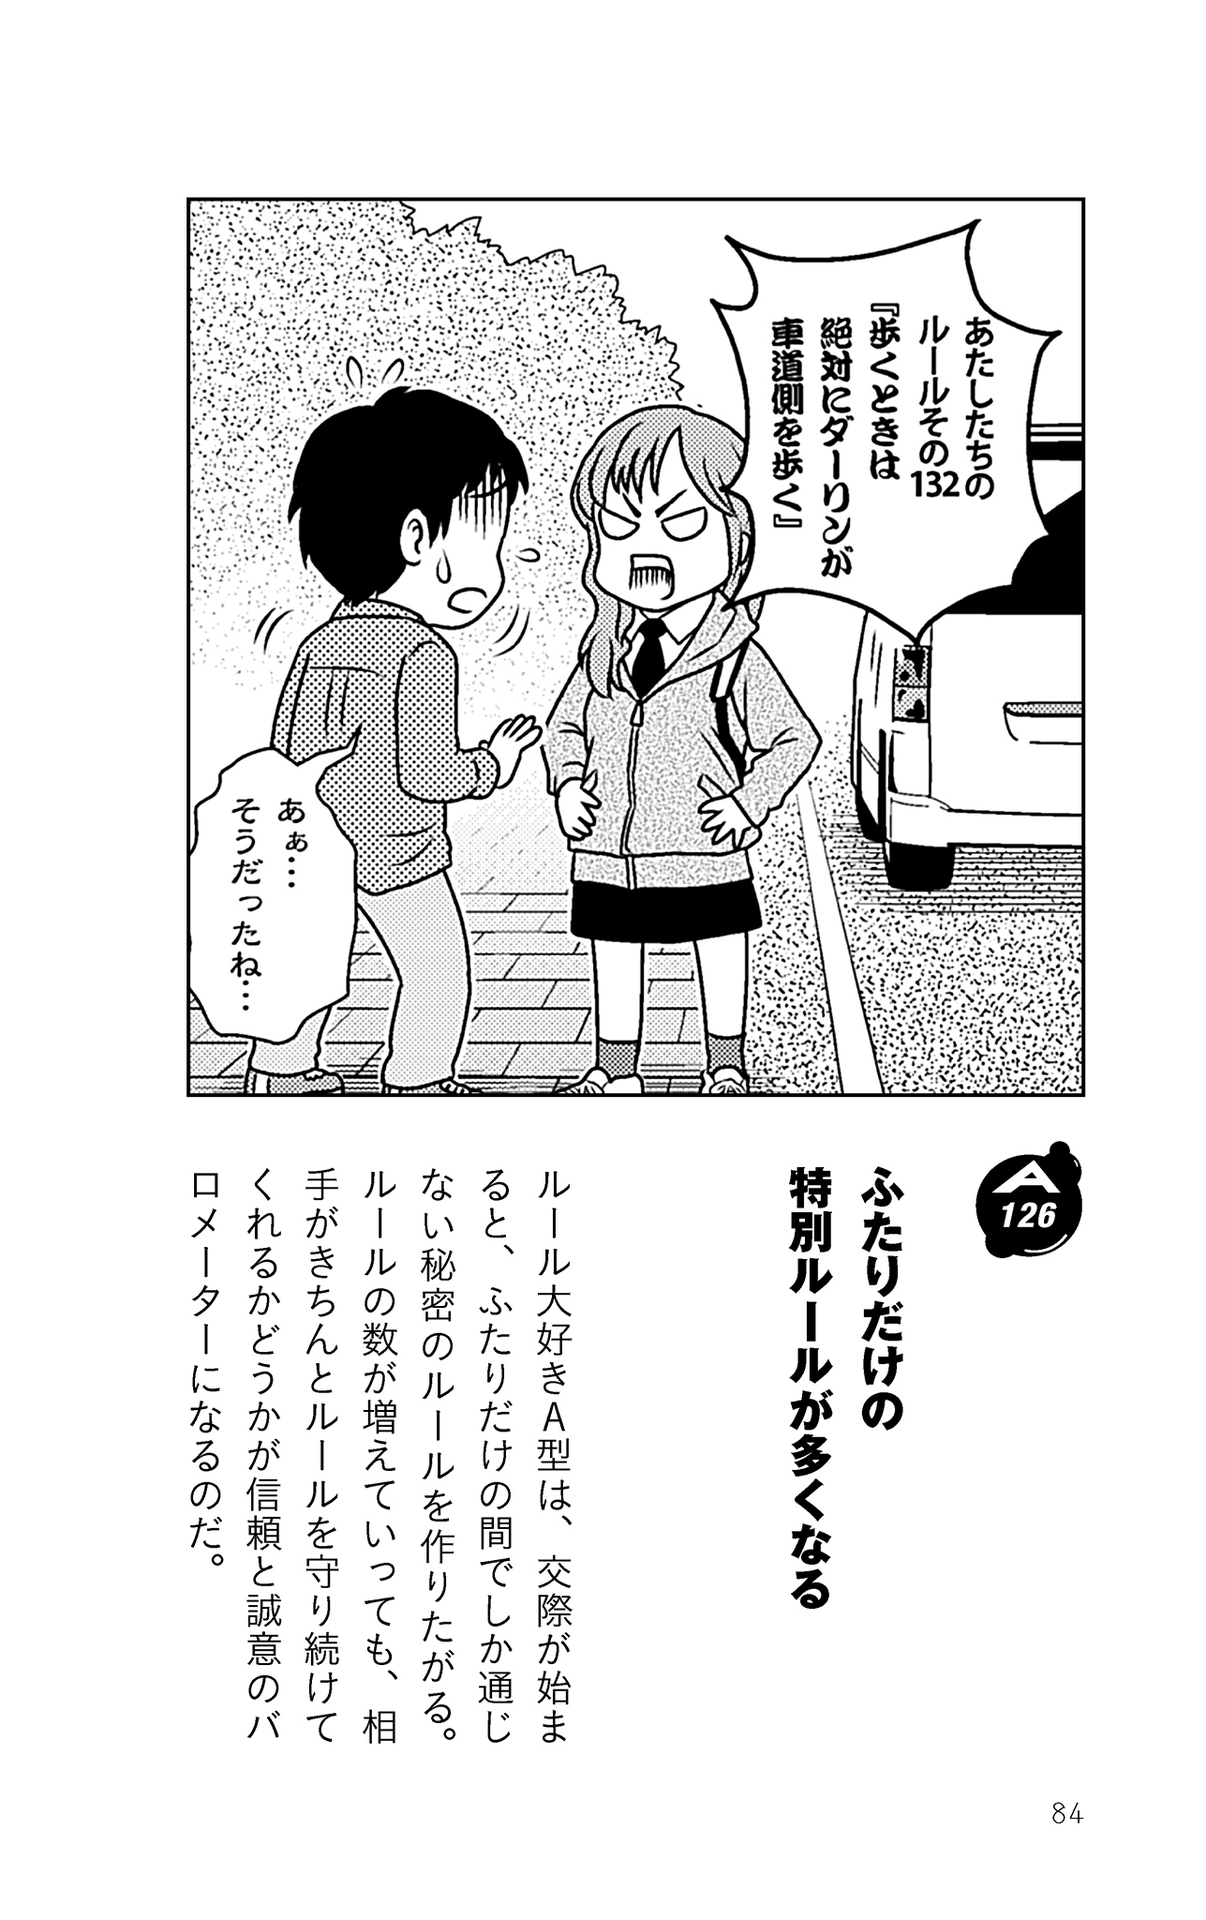 あたしたちの
ルールその132
『歩くときは
絶対にダーリンが
車道側を歩く』
あぁ…
そうだったね…
A
126
ふたりだけの
特別ルールが多くなる
ルール大好きA型は、交際が始ま
ると、ふたりだけの間でしか通じ
ない秘密のルールを作りたがる。
ルールの数が増えていっても、相
手がきちんとルールを守り続けて
くれるかどうかが信頼と誠意のバ
ロメーターになるのだ。
84